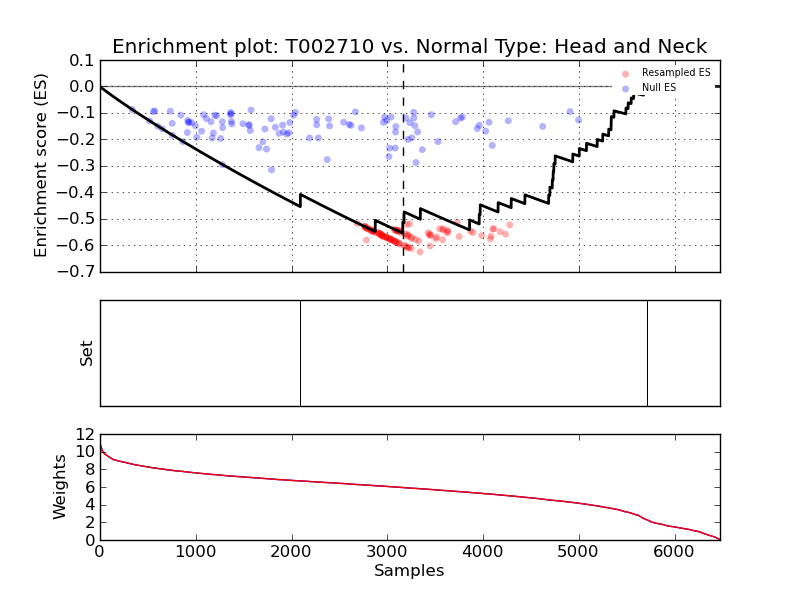 Enrichment plot: T002710 vs. Normal Type: Head and Neck
Enrichment score (ES)
0.1
0.0
−0.1
−0.2
−0.3
−0.4
−0.5
−0.6
−0.7
Resampled ES
Null ES
Set
Weights
12
10
8
6
4
2
0
0 1000 2000 3000 4000 5000 6000
Samples